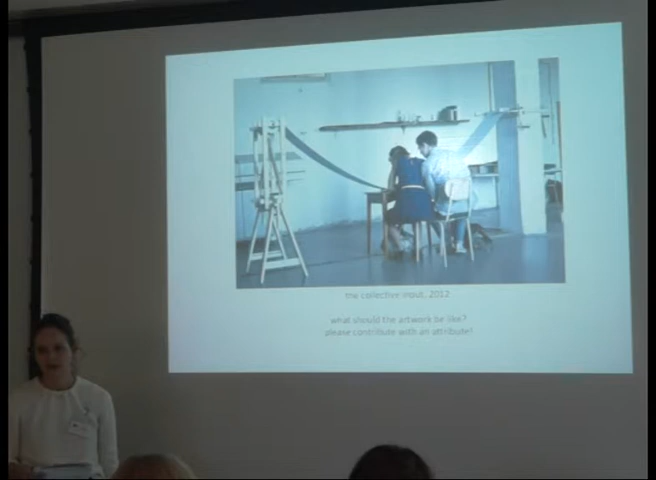 the collective input, 2012
what should the artwork be like?
please contribute with an attribute!